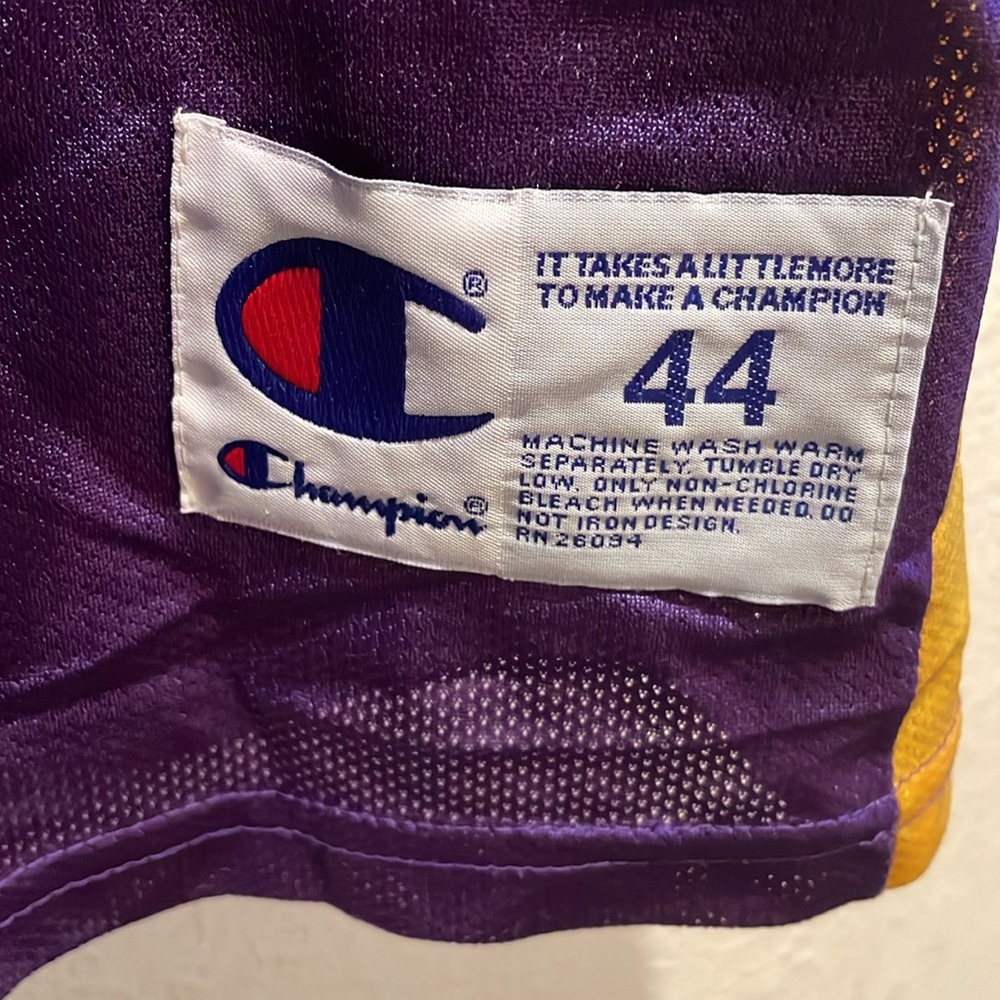 ®
Champion®
IT TAKES A LITTLE MORE
TO MAKE A CHAMPION
44
MACHINE WASH WARM
SEPARATELY. TUMBLE DRY
LOW. ONLY NON-CHLORINE
BLEACH WHEN NEEDED. DO
NOT IRON DESIGN.
RN 26094